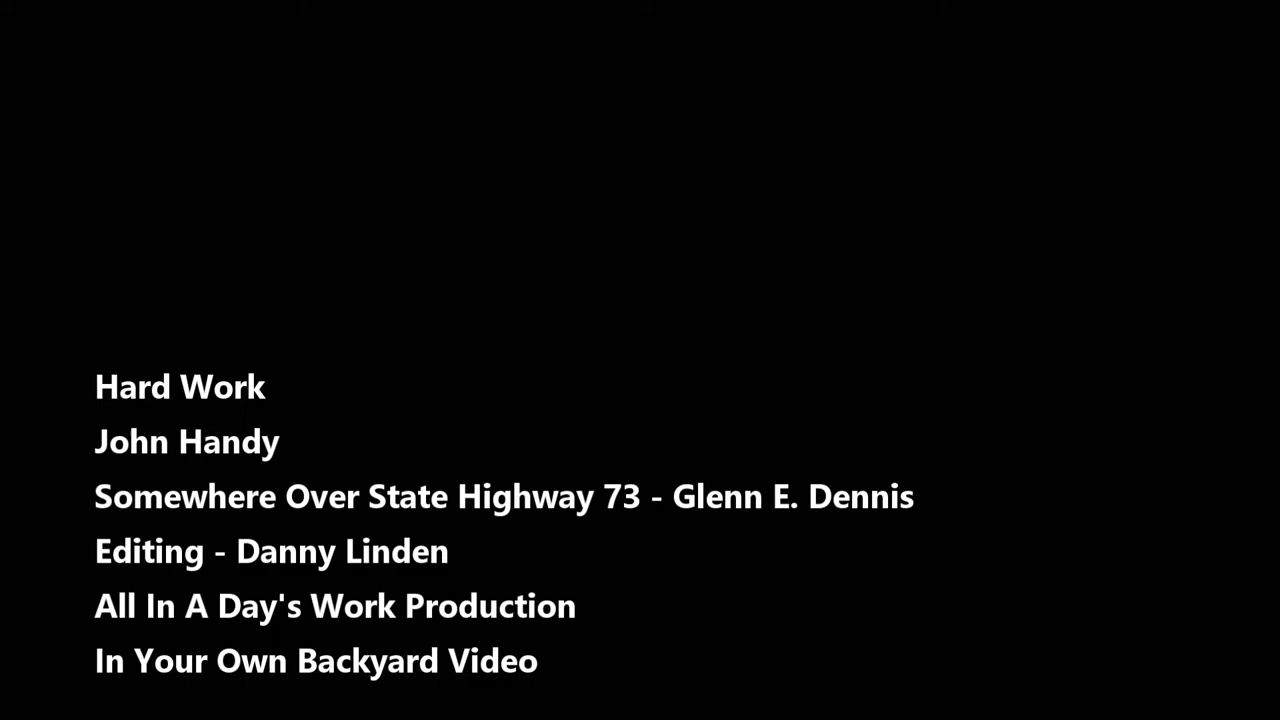 Hard Work
John Handy
Somewhere Over State Highway 73 - Glenn E. Dennis
Editing - Danny Linden
All In A Day's Work Production
In Your Own Backyard Video